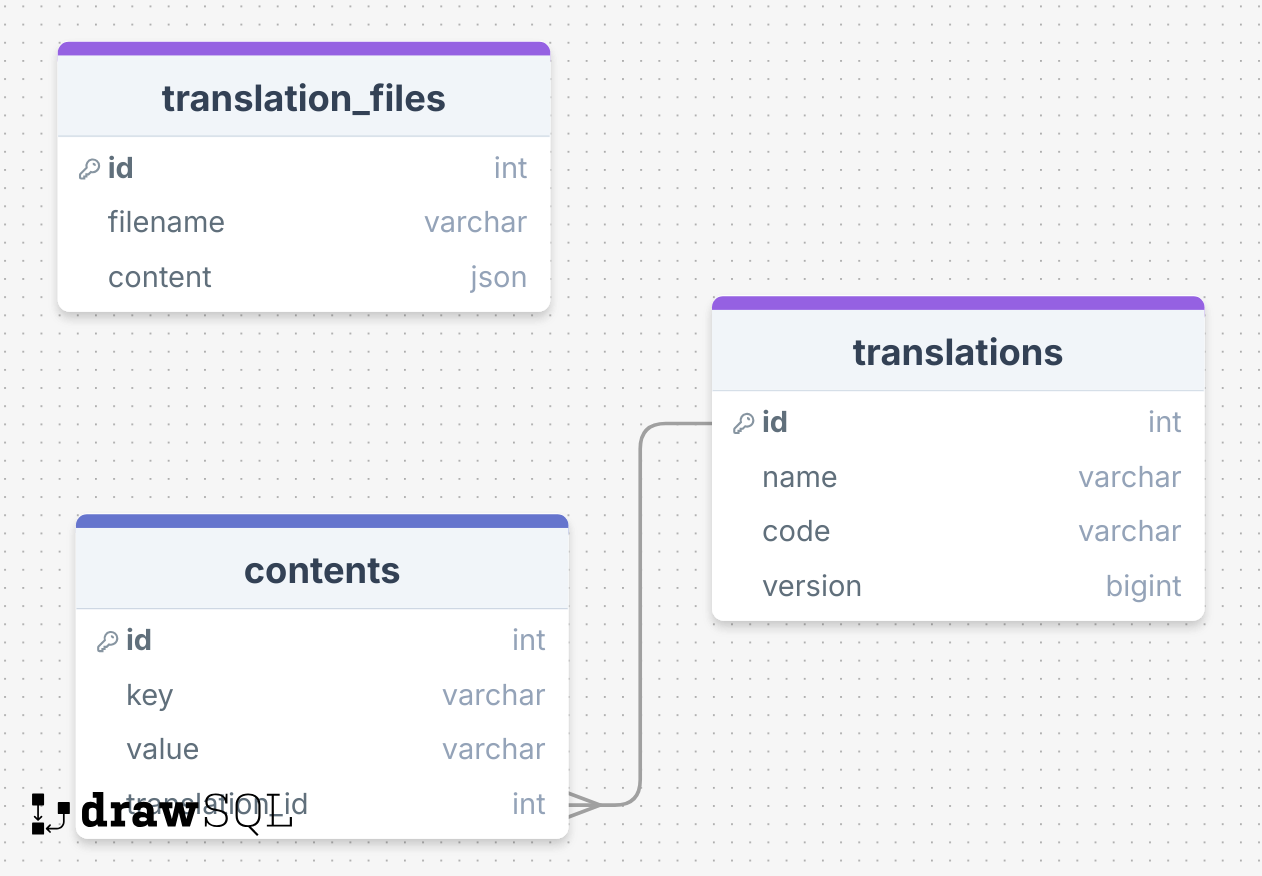 translation_files
id int
filename varchar
content json
translations
id int
name varchar
code varchar
version bigint
contents
id int
key varchar
value varchar
translation_id int
drawSQL